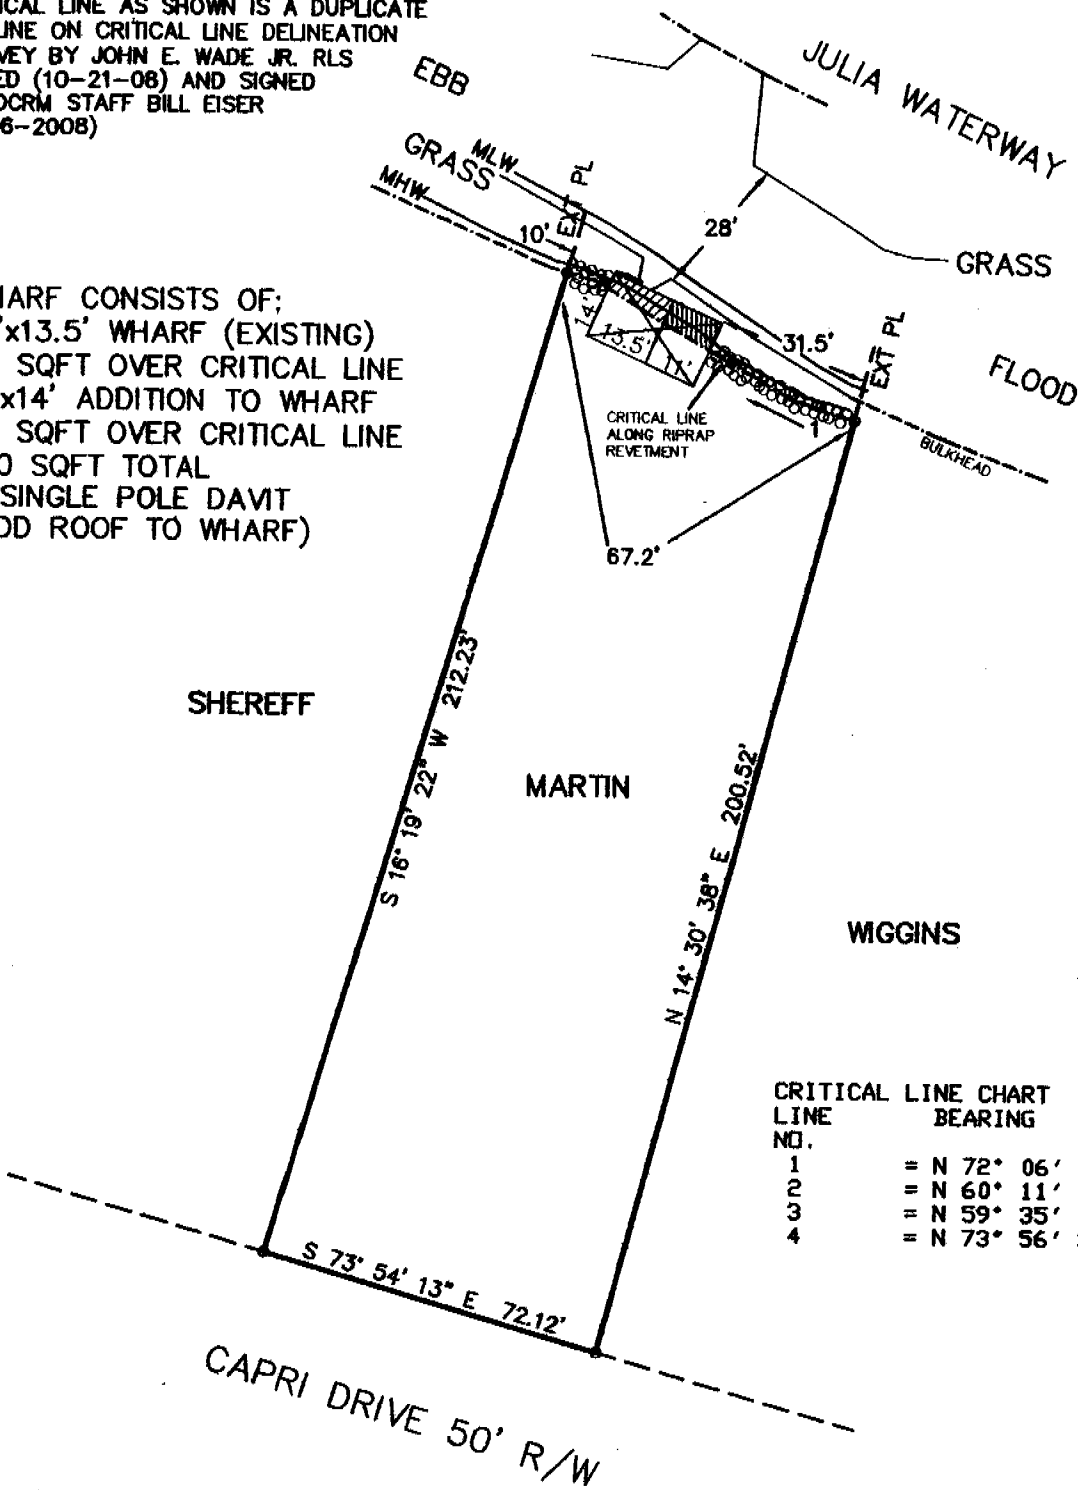 ICAL LINE AS SHOWN IS A DUPLICATE
LINE ON CRITICAL LINE DELINEATION
VEY BY JOHN E. WADE JR. RLS
ED (10-21-08) AND SIGNED
OCRM STAFF BILL EISER
6-2008)
EBB
JULIA WATERWAY
GRASS
MLW
MHW
EXT PL
10'
28'
GRASS
HARF CONSISTS OF;
'x13.5' WHARF (EXISTING)
SQFT OVER CRITICAL LINE
x14' ADDITION TO WHARF
SQFT OVER CRITICAL LINE
0 SQFT TOTAL
SINGLE POLE DAVIT
OD ROOF TO WHARF)
14'
13.5'
11'
31.5'
EXT PL
FLOOD
CRITICAL LINE
ALONG RIPRAP
REVETMENT
1
BULKHEAD
67.2'
SHEREFF
S 16° 19' 22" W 212.23'
MARTIN
N 14° 30' 38" E 200.52'
WIGGINS
CRITICAL LINE CHART
LINE BEARING
NO.
1 = N 72° 06'
2 = N 60° 11'
3 = N 59° 35'
4 = N 73° 56'
S 73° 54' 13" E 72.12'
CAPRI DRIVE 50' R/W